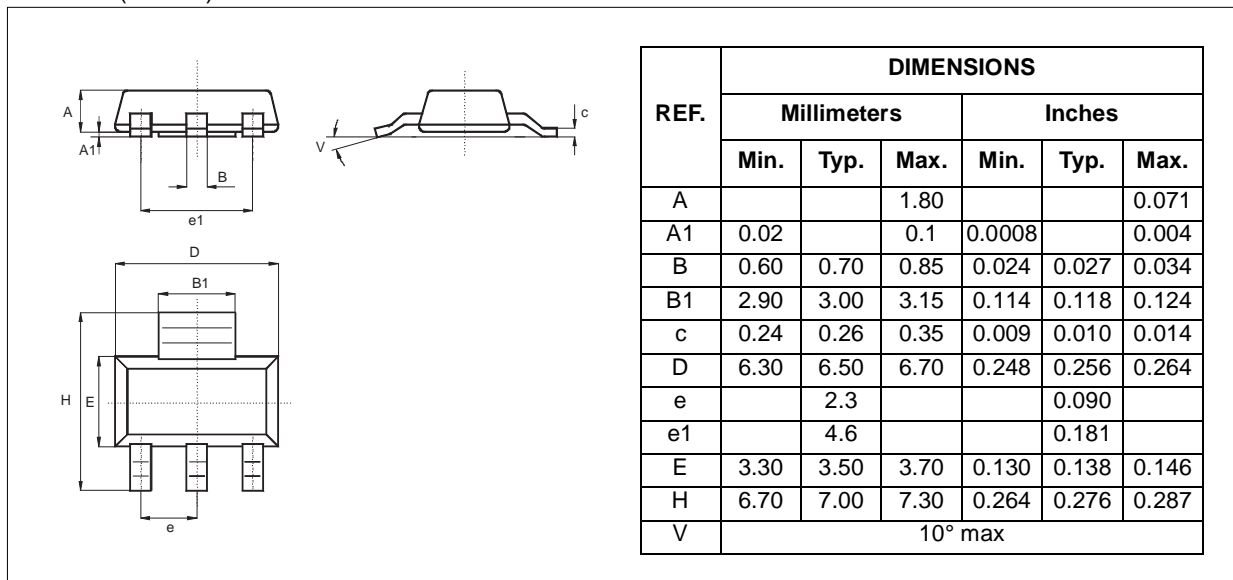 A
A1
B
e1
V
c
D
B1
H
E
e
DIMENSIONS
REF. Millimeters Inches
Min. Typ. Max. Min. Typ. Max.
A 1.80 0.071
A1 0.02 0.1 0.0008 0.004
B 0.60 0.70 0.85 0.024 0.027 0.034
B1 2.90 3.00 3.15 0.114 0.118 0.124
c 0.24 0.26 0.35 0.009 0.010 0.014
D 6.30 6.50 6.70 0.248 0.256 0.264
e 2.3 0.090
e1 4.6 0.181
E 3.30 3.50 3.70 0.130 0.138 0.146
H 6.70 7.00 7.30 0.264 0.276 0.287
V 10° max